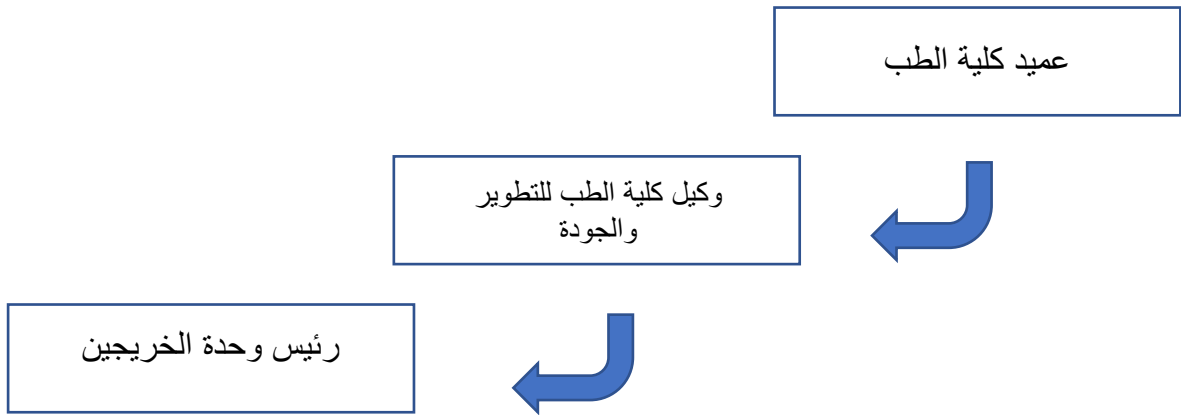 عميد كلية الطب
وكيل كلية الطب للتطوير
والجودة
رئيس وحدة الخريجين